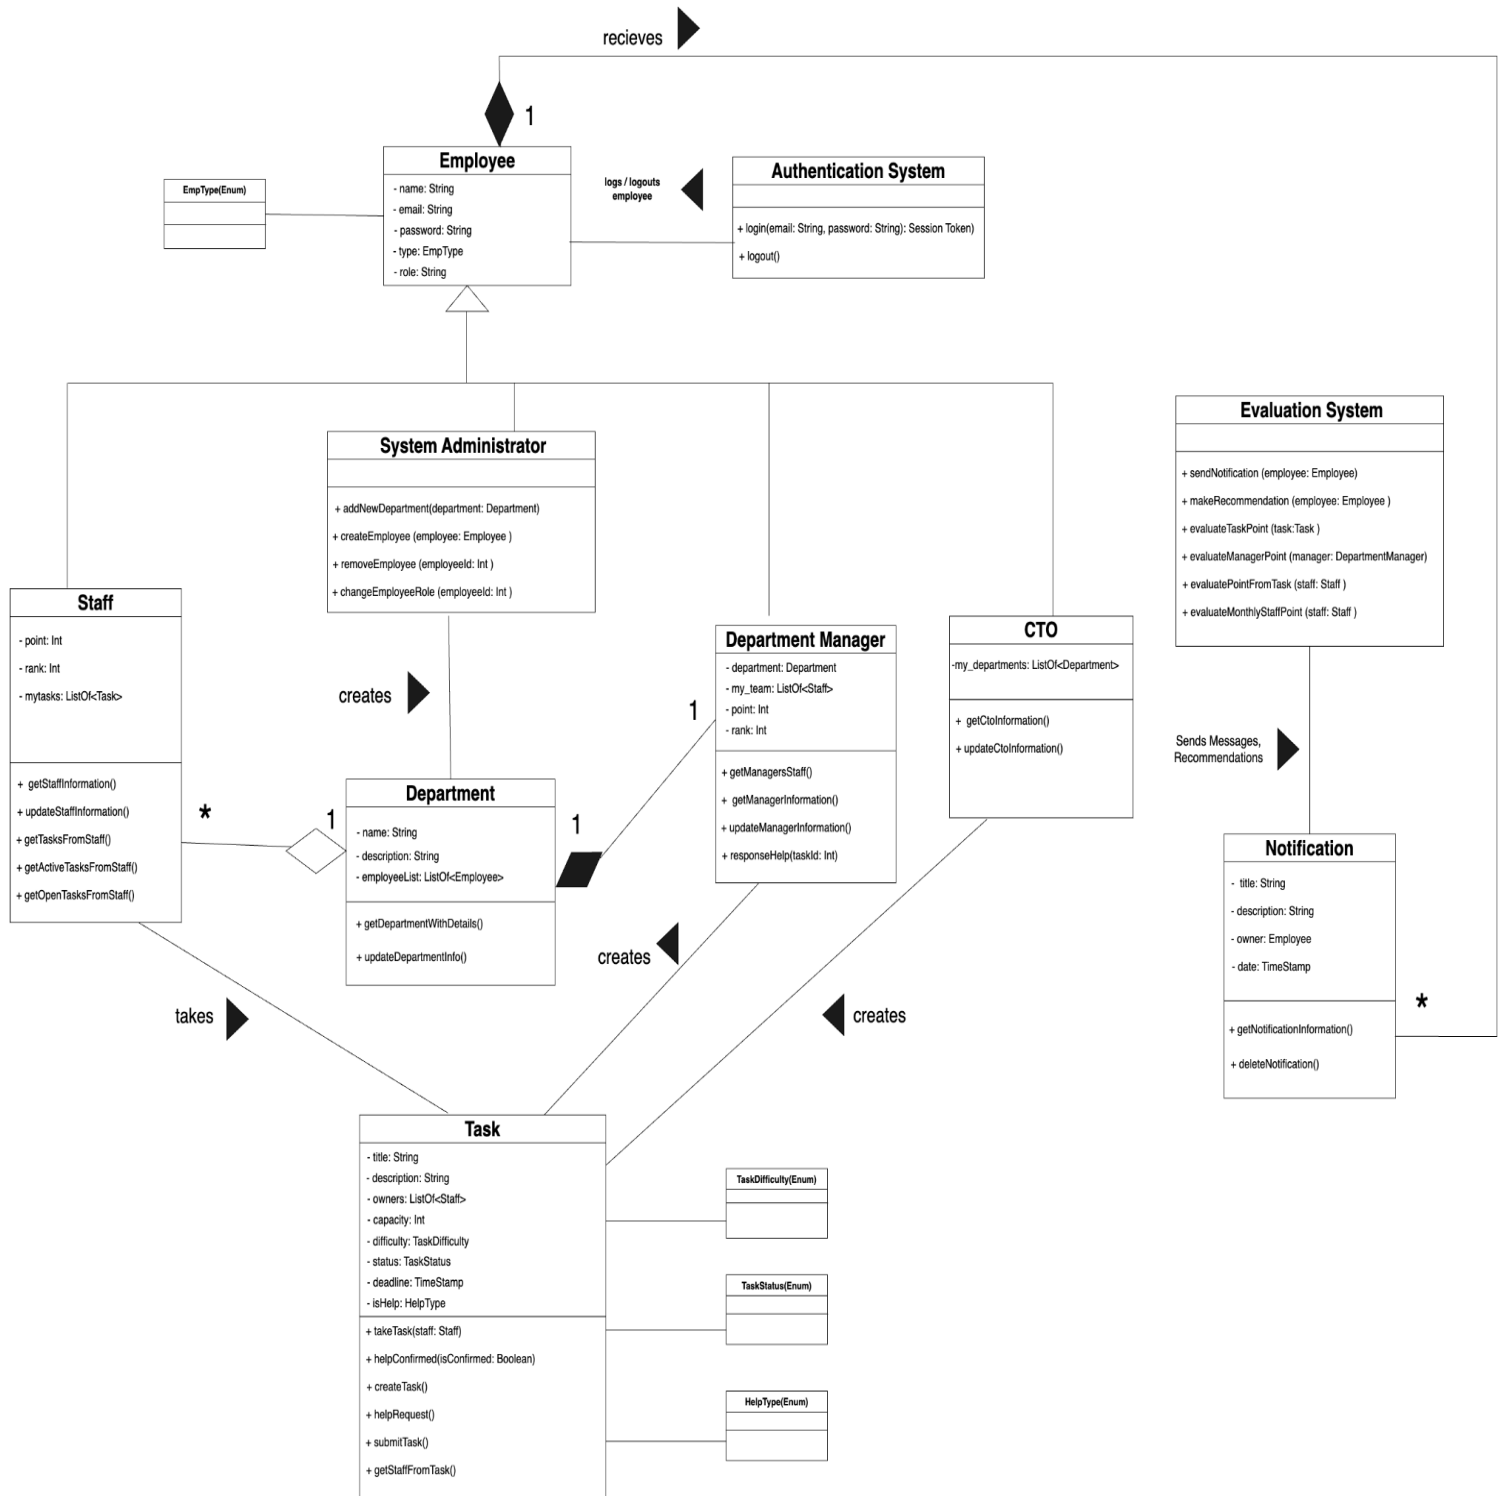 recieves
1
Employee
- name: String
- email: String
- password: String
- type: EmpType
- role: String
EmpType(Enum)
logs / logouts
employee
Authentication System
+ login(email: String, password: String): Session Token)
+ logout()
System Administrator
+ addNewDepartment(department: Department)
+ createEmployee (employee: Employee )
+ removeEmployee (employeeId: Int )
+ changeEmployeeRole (employeeId: Int )
Evaluation System
+ sendNotification (employee: Employee)
+ makeRecommendation (employee: Employee )
+ evaluateTaskPoint (task:Task )
+ evaluateManagerPoint (manager: DepartmentManager)
+ evaluatePointFromTask (staff: Staff )
+ evaluateMonthlyStaffPoint (staff: Staff )
Staff
- point: Int
- rank: Int
- mytasks: ListOf<Task>
+ getStaffInformation()
+ updateStaffInformation()
+ getTasksFromStaff()
+ getActiveTasksFromStaff()
+ getOpenTasksFromStaff()
creates
Department Manager
- department: Department
- my_team: ListOf<Staff>
- point: Int
- rank: Int
+ getManagersStaff()
+ getManagerInformation()
+ updateManagerInformation()
+ responseHelp(taskId: Int)
CTO
-my_departments: ListOf<Department>
+ getCtoInformation()
+ updateCtoInformation()
1
*
1
1
Department
- name: String
- description: String
- employeeList: ListOf<Employee>
+ getDepartmentWithDetails()
+ updateDepartmentInfo()
Sends Messages,
Recommendations
Notification
- title: String
- description: String
- owner: Employee
- date: TimeStamp
+ getNotificationInformation()
+ deleteNotification()
*
takes
creates
creates
Task
- title: String
- description: String
- owners: ListOf<Staff>
- capacity: Int
- difficulty: TaskDifficulty
- status: TaskStatus
- deadline: TimeStamp
- isHelp: HelpType
+ takeTask(staff: Staff)
+ helpConfirmed(isConfirmed: Boolean)
+ createTask()
+ helpRequest()
+ submitTask()
+ getStaffFromTask()
TaskDifficulty(Enum)
TaskStatus(Enum)
HelpType(Enum)